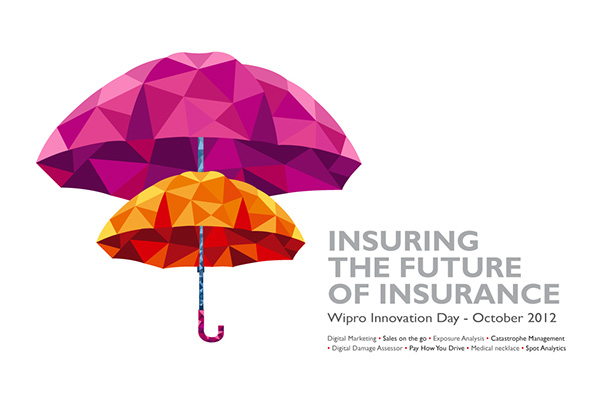 INSURING
THE FUTURE
OF INSURANCE
Wipro Innovation Day - October 2012
Digital Marketing • Sales on the go • Exposure Analysis • Catastrophe Management
• Digital Damage Assessor • Pay How You Drive • Medical necklace • Spot Analytics